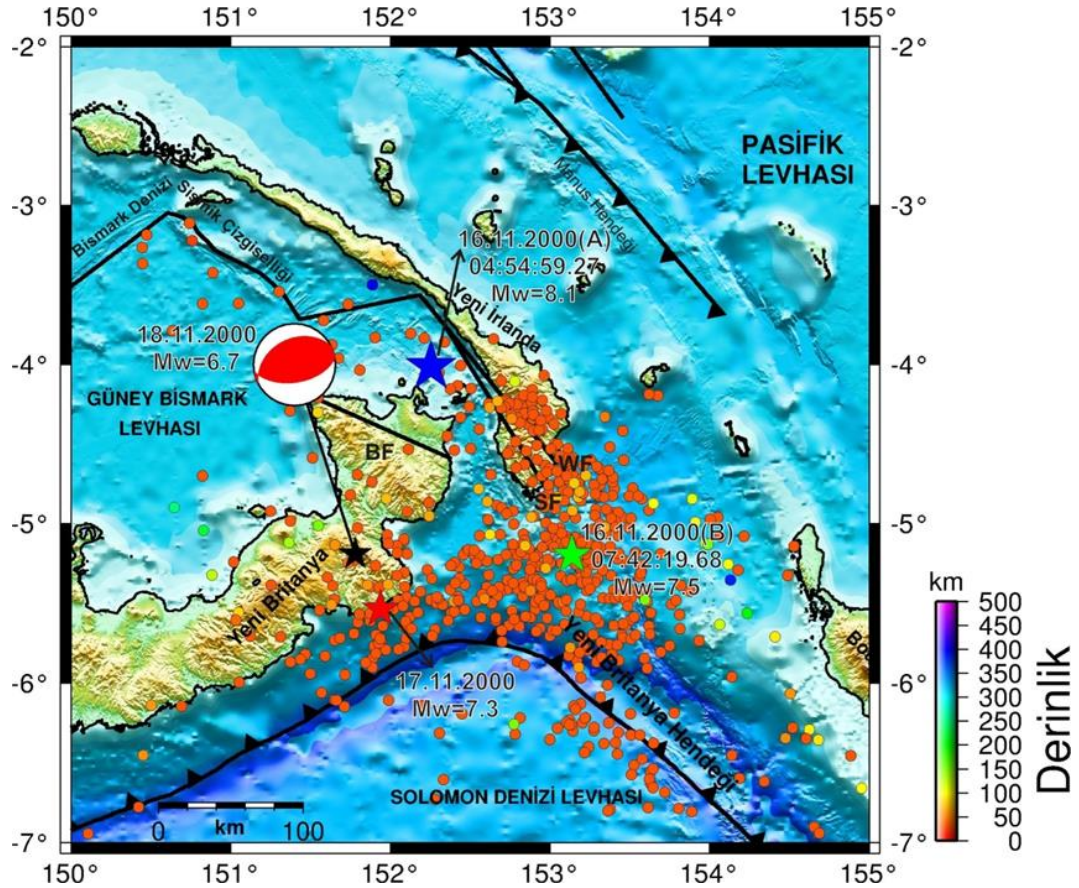 150° 151° 152° 153° 154° 155°
-2°
-3°
-4°
-5°
-6°
-7°
-2°
-3°
-4°
-5°
-6°
-7°
PASİFİK
LEVHASI
Manus Hendeği
Bismark Denizi
Sismik Çizgiselliği
16.11.2000(A)
04:54:59.27
Mw=8.1
Yeni İrlanda
18.11.2000
Mw=6.7
GÜNEY BİSMARK
LEVHASI
BF
WF
SF
16.11.2000(B)
07:42:19.68
Mw=7.5
Yeni Britanya
Yeni Britanya Hendeği
17.11.2000
Mw=7.3
SOLOMON DENİZİ LEVHASI
0 100
km
150° 151° 152° 153° 154° 155°
km
500
450
400
350
300
250
200
150
100
50
0
Derinlik